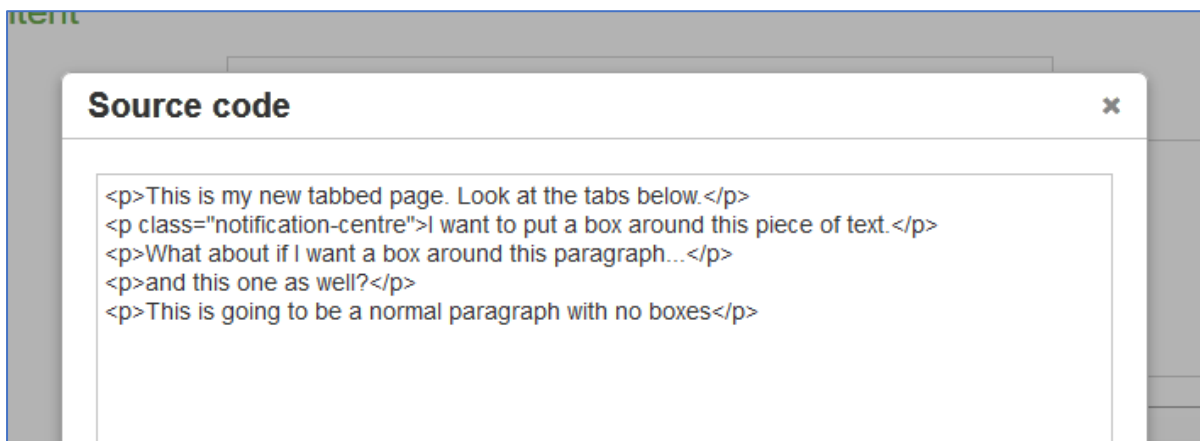 Source code
<p>This is my new tabbed page. Look at the tabs below.</p>
<p class="notification-centre">I want to put a box around this piece of text.</p>
<p>What about if I want a box around this paragraph...</p>
<p>and this one as well?</p>
<p>This is going to be a normal paragraph with no boxes</p>